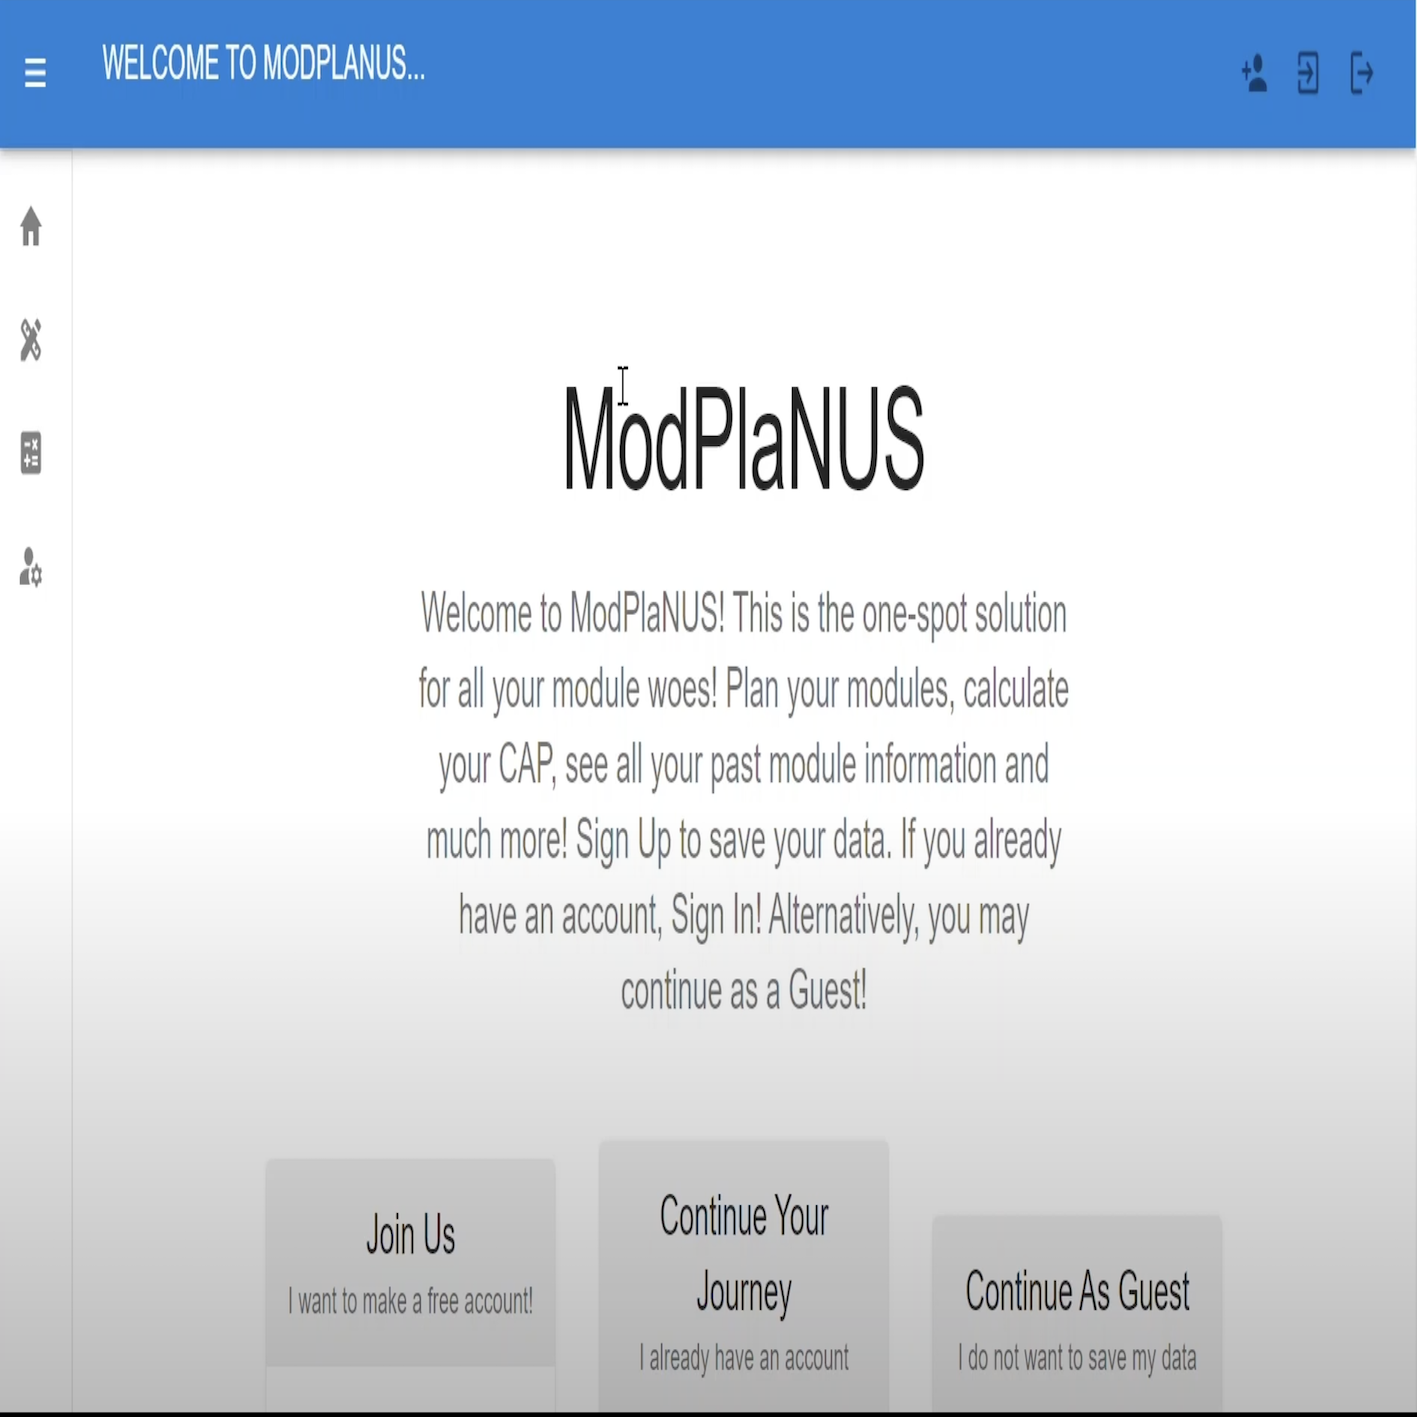 WELCOME TO MODPLANUS...
ModPlaNUS
Welcome to ModPlaNUS! This is the one-spot solution
for all your module woes! Plan your modules, calculate
your CAP, see all your past module information and
much more! Sign Up to save your data. If you already
have an account, Sign In! Alternatively, you may
continue as a Guest!
Join Us
I want to make a free account!
Continue Your
Journey
I already have an account
Continue As Guest
I do not want to save my data